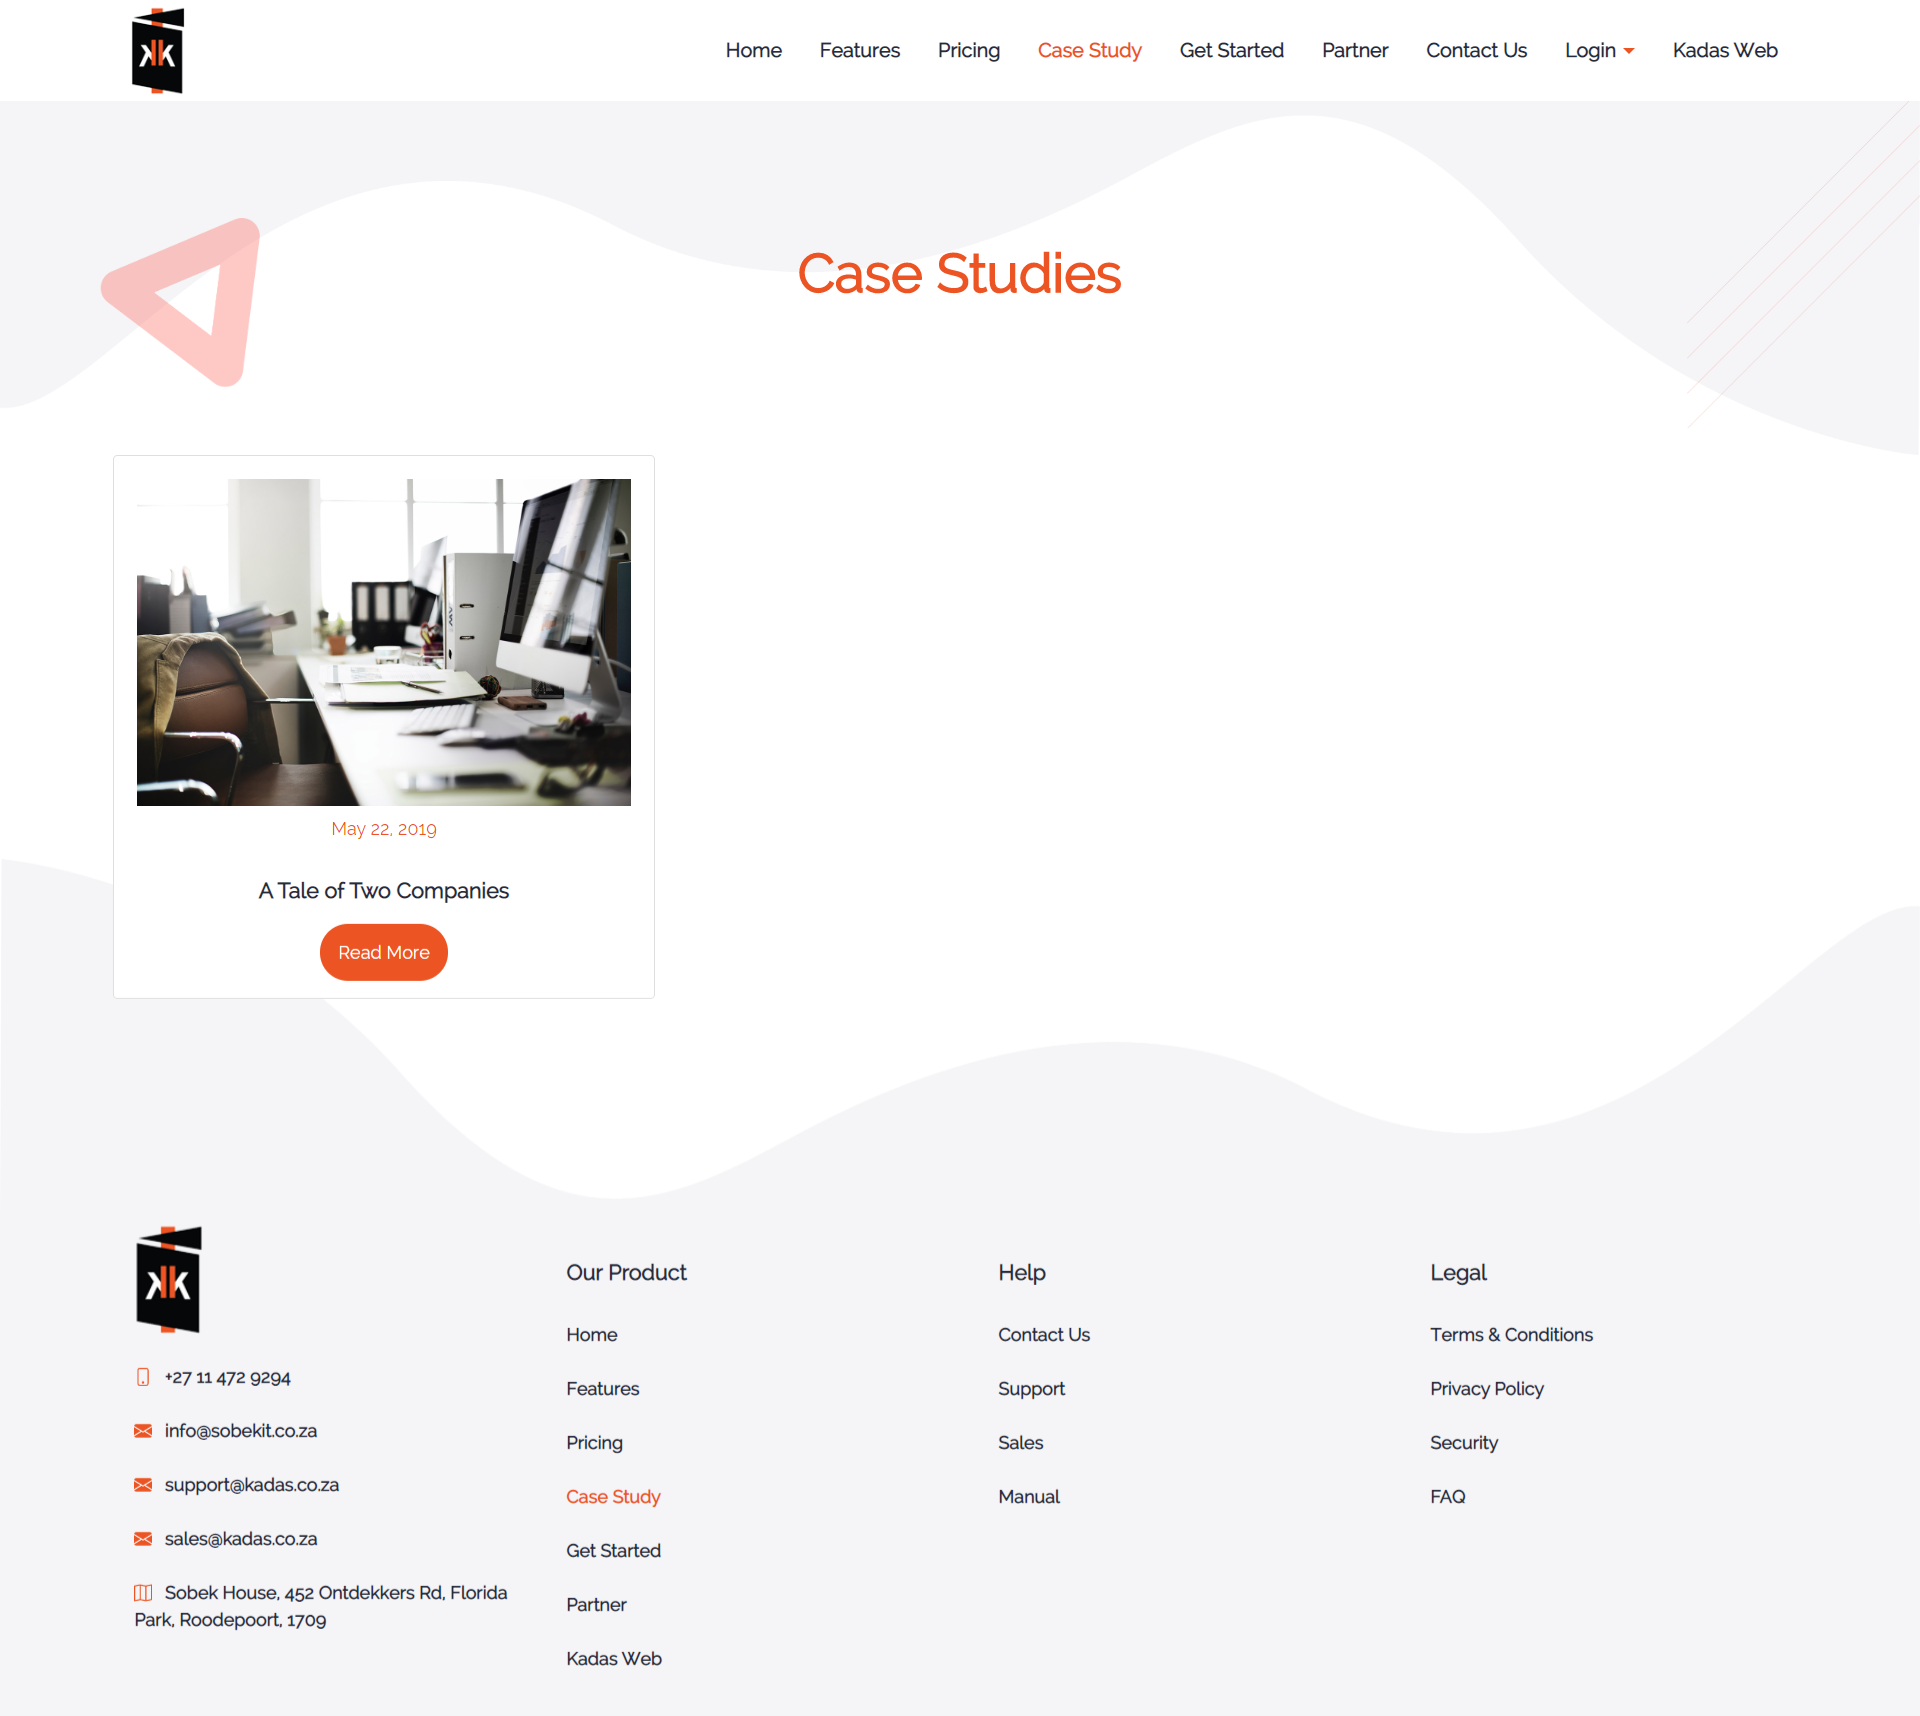 KK
Home
Features
Pricing
Case Study
Get Started
Partner
Contact Us
Login
Kadas Web
Case Studies
May 22, 2019
A Tale of Two Companies
Read More
KK
+27 11 472 9294
info@sobekit.co.za
support@kadas.co.za
sales@kadas.co.za
Sobek House, 452 Ontdekkers Rd, Florida
Park, Roodepoort, 1709
Our Product
Home
Features
Pricing
Case Study
Get Started
Partner
Kadas Web
Help
Contact Us
Support
Sales
Manual
Legal
Terms & Conditions
Privacy Policy
Security
FAQ